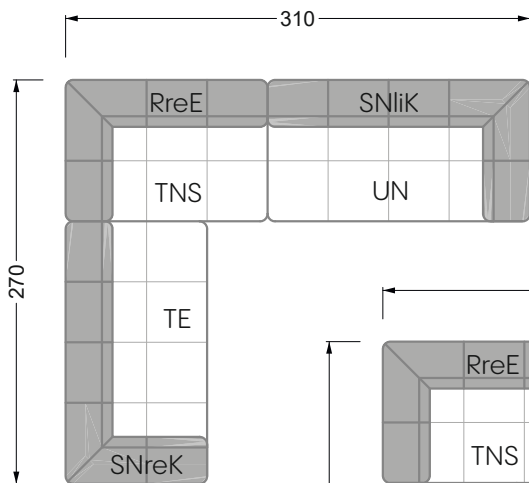 310
RreE SNliK
TNS UN
270
TE
RreE
TNS
SNreK